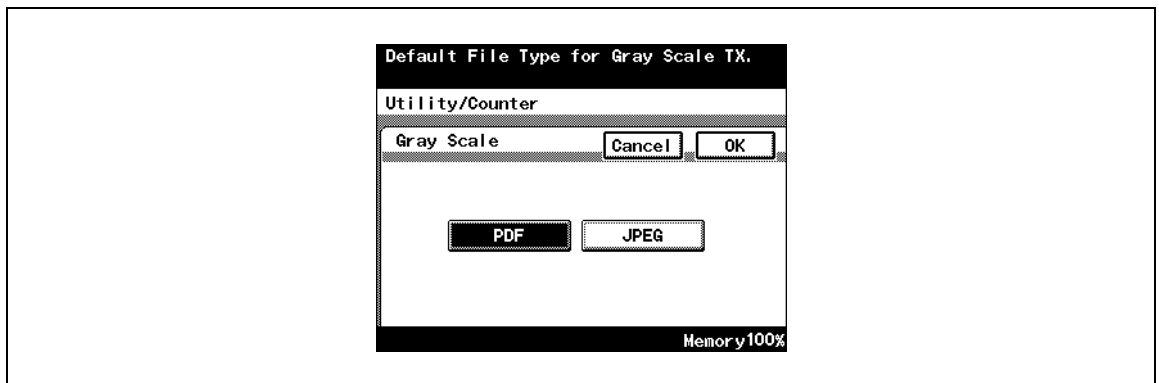 Default File Type for Gray Scale TX.
Utility/Counter
Gray Scale Cancel OK
PDF JPEG
Memory100%